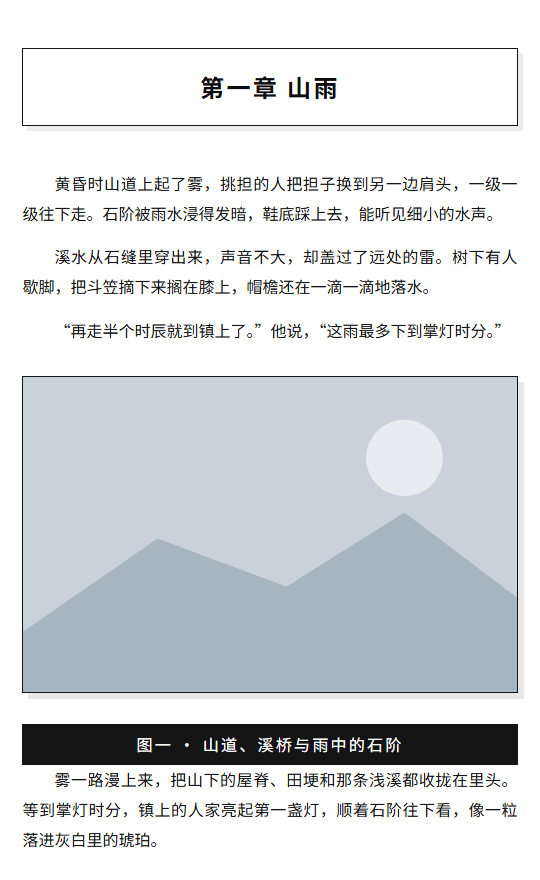 第一章 山雨
黄昏时山道上起了雾，挑担的人把担子换到另一边肩头，一级一
级往下走。石阶被雨水浸得发暗，鞋底踩上去，能听见细小的水声。
溪水从石缝里穿出来，声音不大，却盖过了远处的雷。树下有人
歇脚，把斗笠摘下来搁在膝上，帽檐还在一滴一滴地落水。
“再走半个时辰就到镇上了。”他说，“这雨最多下到掌灯时分。”
图一 · 山道、溪桥与雨中的石阶
雾一路漫上来，把山下的屋脊、田埂和那条浅溪都收拢在里头。
等到掌灯时分，镇上的人家亮起第一盏灯，顺着石阶往下看，像一粒
落进灰白里的琥珀。